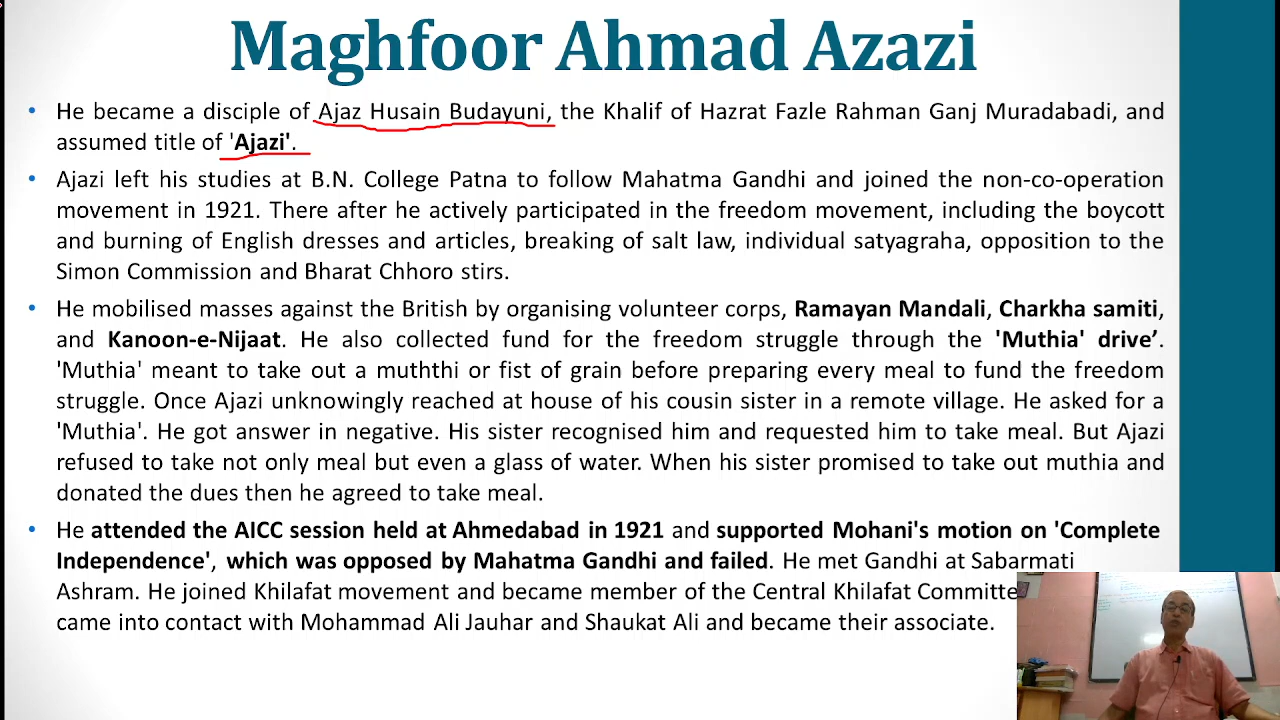 Maghfoor Ahmad Azazi
• He became a disciple of Ajaz Husain Budayuni, the Khalif of Hazrat Fazle Rahman Ganj Muradabadi, and
assumed title of 'Ajazi'.
• Ajazi left his studies at B.N. College Patna to follow Mahatma Gandhi and joined the non-co-operation
movement in 1921. There after he actively participated in the freedom movement, including the boycott
and burning of English dresses and articles, breaking of salt law, individual satyagraha, opposition to the
Simon Commission and Bharat Chhoro stirs.
• He mobilised masses against the British by organising volunteer corps, Ramayan Mandali, Charkha samiti,
and Kanoon-e-Nijaat. He also collected fund for the freedom struggle through the 'Muthia' drive’.
'Muthia' meant to take out a muththi or fist of grain before preparing every meal to fund the freedom
struggle. Once Ajazi unknowingly reached at house of his cousin sister in a remote village. He asked for a
'Muthia'. He got answer in negative. His sister recognised him and requested him to take meal. But Ajazi
refused to take not only meal but even a glass of water. When his sister promised to take out muthia and
donated the dues then he agreed to take meal.
• He attended the AICC session held at Ahmedabad in 1921 and supported Mohani's motion on 'Complete
Independence', which was opposed by Mahatma Gandhi and failed. He met Gandhi at Sabarmati
Ashram. He joined Khilafat movement and became member of the Central Khilafat Committe
came into contact with Mohammad Ali Jauhar and Shaukat Ali and became their associate.